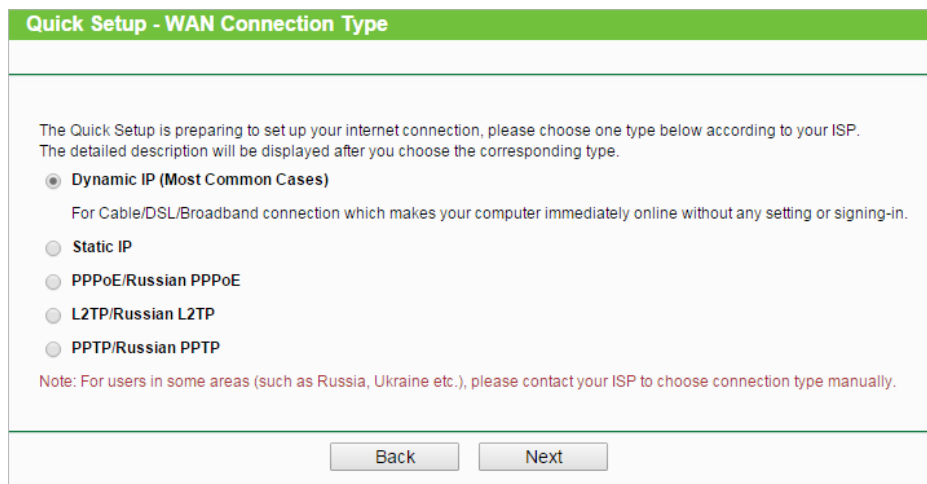 Quick Setup - WAN Connection Type
The Quick Setup is preparing to set up your internet connection, please choose one type below according to your ISP.
The detailed description will be displayed after you choose the corresponding type.
Dynamic IP (Most Common Cases)
For Cable/DSL/Broadband connection which makes your computer immediately online without any setting or signing-in.
Static IP
PPPoE/Russian PPPoE
L2TP/Russian L2TP
PPTP/Russian PPTP
Note: For users in some areas (such as Russia, Ukraine etc.), please contact your ISP to choose connection type manually.
Back Next